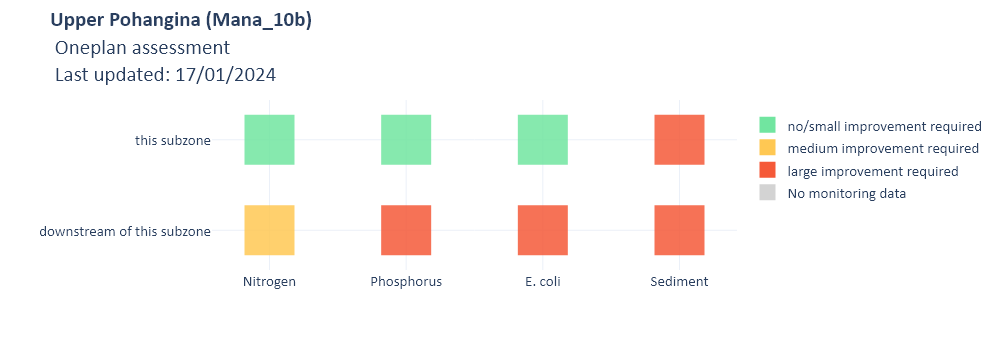 Upper Pohangina (Mana_10b)
Oneplan assessment
Last updated: 17/01/2024
this subzone
downstream of this subzone
Nitrogen
Phosphorus
E. coli
Sediment
no/small improvement required
medium improvement required
large improvement required
No monitoring data